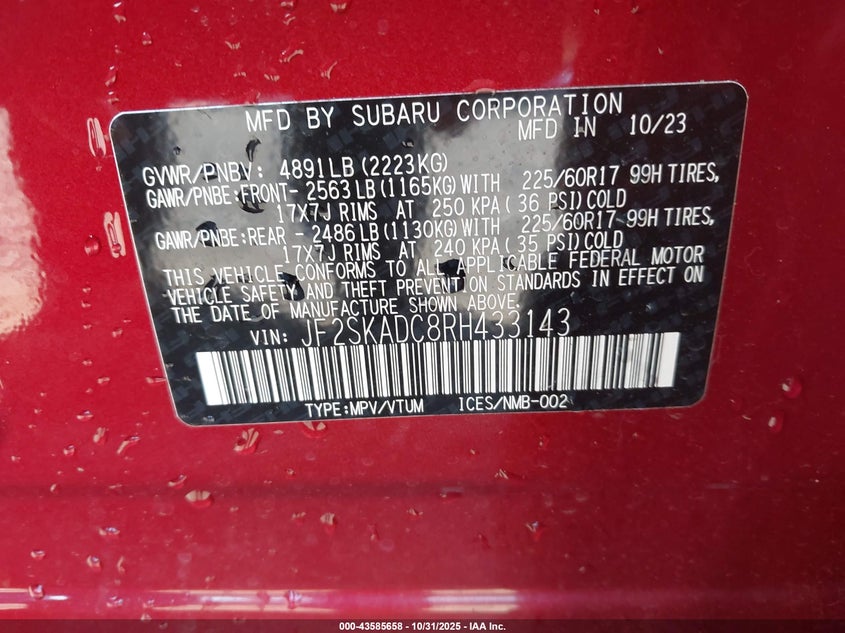 MFD BY SUBARU CORPORATION
MFD IN 10/23
GVWR/PNBV: 4891LB(2223KG)
GAWR/PNBE:FRONT- 2563LB(1165KG)WITH 225/60R17 99H TIRES,
17X7J RIMS AT 250 KPA( 36 PSI)COLD
GAWR/PNBE:REAR - 2486LB(1130KG)WITH 225/60R17 99H TIRES,
17X7J RIMS AT 240 KPA( 35 PSI)COLD
THIS VEHICLE CONFORMS TO ALL APPLICABLE FEDERAL MOTOR
VEHICLE SAFETY AND THEFT PREVENTION STANDARDS IN EFFECT ON
THE DATE OF MANUFACTURE SHOWN ABOVE.
VIN: JF2SKADC8RH433143
TYPE:MPV/VTUM ICES/NMB-002
000-43585658 - 10/31/2025 - IAA Inc.